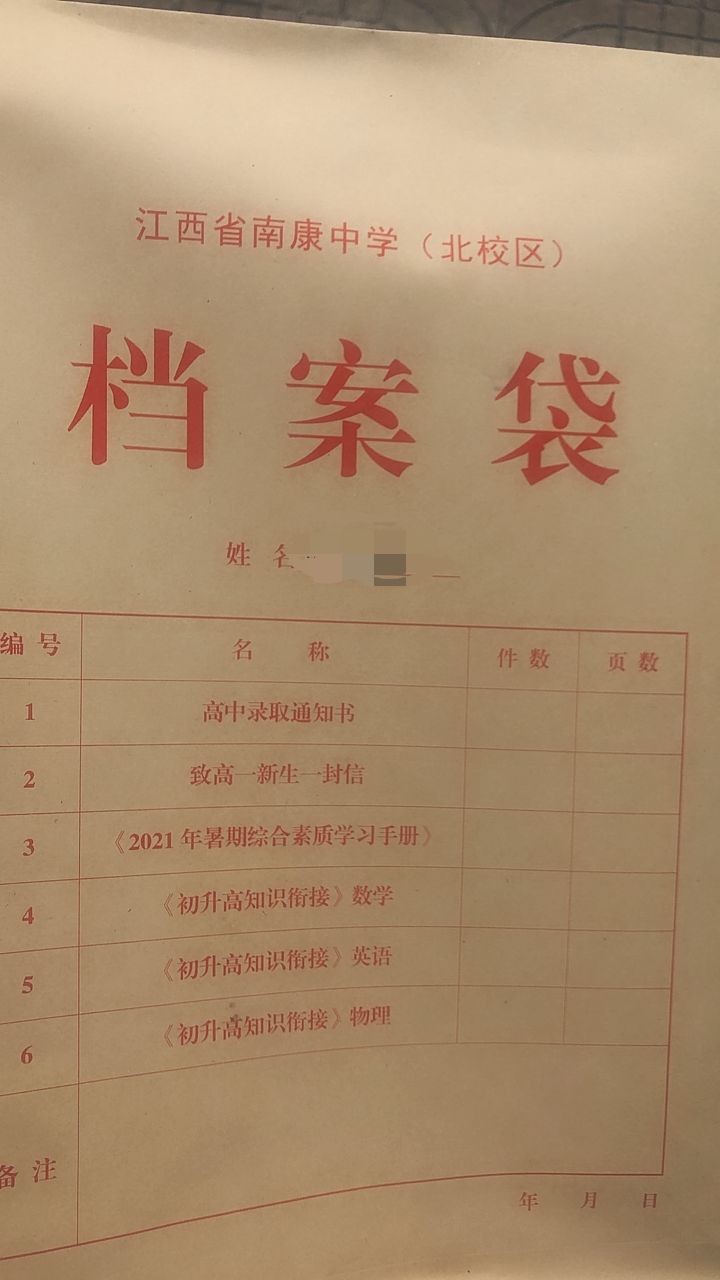 江西省南康中学（北校区）
档案袋
姓名
编号 名称 件数 页数
1 高中录取通知书
2 致高一新生一封信
3 《2021年暑期综合素质学习手册》
4 《初升高知识衔接》数学
5 《初升高知识衔接》英语
6 《初升高知识衔接》物理
备注
年 月 日